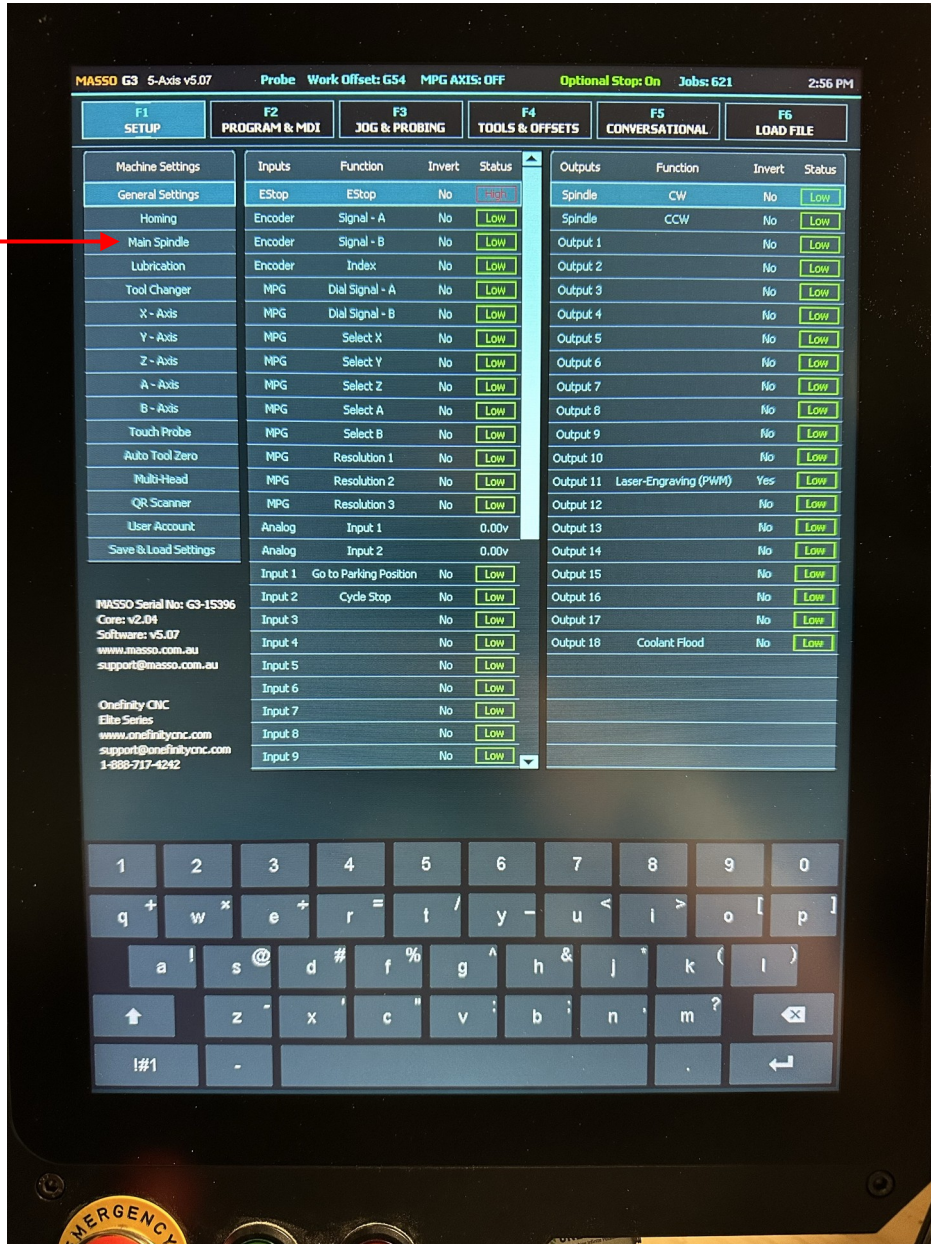 MASSO G3 5-Axis v5.07 Probe Work Offset: G54 MPG AXIS: OFF Optional Stop: On Jobs: 621 2:56 PM
F1 F2 F3 F4 F5 F6
SETUP PROGRAM & MDI JOG & PROBING TOOLS & OFFSETS CONVERSATIONAL LOAD FILE
Machine Settings
General Settings
Homing
Main Spindle
Lubrication
Tool Changer
X - Axis
Y - Axis
Z - Axis
A - Axis
B - Axis
Touch Probe
Auto Tool Zero
Multi-Head
QR Scanner
User Account
Save & Load Settings
MASSO Serial No: G3-15396
Core: v2.04
Software: v5.07
www.masso.com.au
support@masso.com.au
Onefinity CNC
Elite Series
www.onefinitycnc.com
support@onefinitycnc.com
1-888-717-4242
Inputs Function Invert Status
EStop EStop No High
Encoder Signal - A No Low
Encoder Signal - B No Low
Encoder Index No Low
MPG Dial Signal - A No Low
MPG Dial Signal - B No Low
MPG Select X No Low
MPG Select Y No Low
MPG Select Z No Low
MPG Select A No Low
MPG Select B No Low
MPG Resolution 1 No Low
MPG Resolution 2 No Low
MPG Resolution 3 No Low
Analog Input 1 0.00v
Analog Input 2 0.00v
Input 1 Go to Parking Position No Low
Input 2 Cycle Stop No Low
Input 3 No Low
Input 4 No Low
Input 5 No Low
Input 6 No Low
Input 7 No Low
Input 8 No Low
Input 9 No Low
Outputs Function Invert Status
Spindle CW No Low
Spindle CCW No Low
Output 1 No Low
Output 2 No Low
Output 3 No Low
Output 4 No Low
Output 5 No Low
Output 6 No Low
Output 7 No Low
Output 8 No Low
Output 9 No Low
Output 10 No Low
Output 11 Laser-Engraving (PWM) Yes Low
Output 12 No Low
Output 13 No Low
Output 14 No Low
Output 15 No Low
Output 16 No Low
Output 17 No Low
Output 18 Coolant Flood No Low
1 2 3 4 5 6 7 8 9 0
q + w × e ÷ r = t / y - u < i > o [ p ]
a ! s @ d # f % g ^ h & j * k ( l )
z - x ' c " v : b ; n , m ?
!#1 - .
EMERGENCY